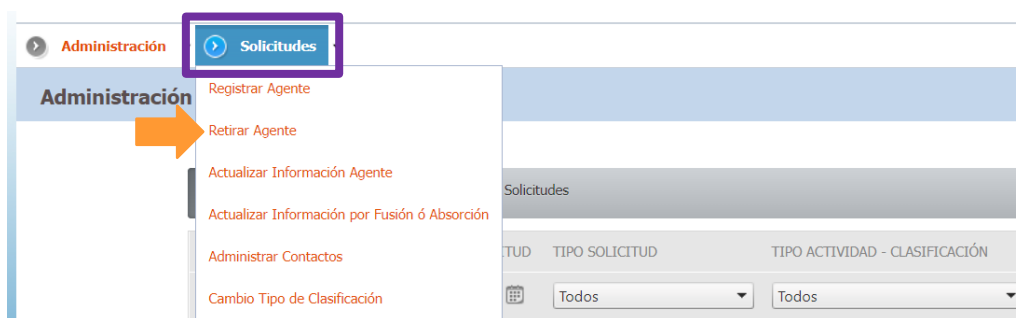 Administración
Solicitudes
Administración
Registrar Agente
Retirar Agente
Actualizar Información Agente
Solicitudes
Actualizar Información por Fusión ó Absorción
Administrar Contactos
TUD TIPO SOLICITUD TIPO ACTIVIDAD - CLASIFICACIÓN
Cambio Tipo de Clasificación
Todos Todos